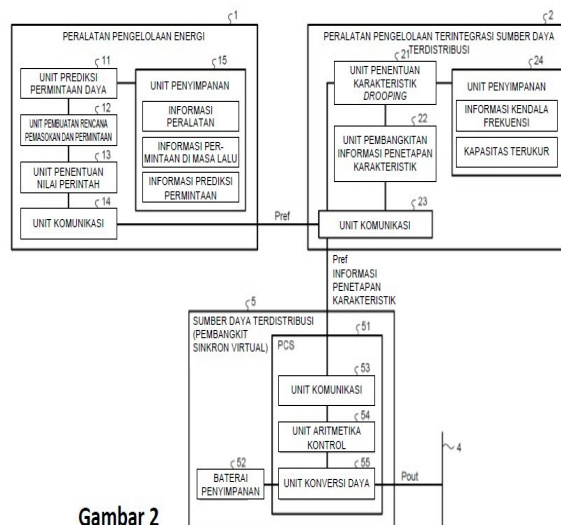 1
PERALATAN PENGELOLAAN ENERGI
11
UNIT PREDIKSI
PERMINTAAN DAYA
12
UNIT PEMBUATAN RENCANA
PEMASOKAN DAN PERMINTAAN
13
UNIT PENENTUAN
NILAI PERINTAH
14
UNIT KOMUNIKASI
15
UNIT PENYIMPANAN
INFORMASI
PERALATAN
INFORMASI PER-
MINTAAN DI MASA LALU
INFORMASI PREDIKSI
PERMINTAAN
Pref
2
PERALATAN PENGELOLAAN TERINTEGRASI SUMBER DAYA
TERDISTRIBUSI
21
UNIT PENENTUAN
KARAKTERISTIK
DROOPING
22
UNIT PEMBANGKITAN
INFORMASI PENETAPAN
KARAKTERISTIK
23
UNIT KOMUNIKASI
24
UNIT PENYIMPANAN
INFORMASI KENDALA
FREKUENSI
KAPASITAS TERUKUR
Pref
INFORMASI
PENETAPAN
KARAKTERISTIK
5
SUMBER DAYA TERDISTRIBUSI
(PEMBANGKIT
SINKRON VIRTUAL)
51
PCS
53
UNIT KOMUNIKASI
54
UNIT ARITMETIKA
KONTROL
52
BATERAI
PENYIMPANAN
55
UNIT KONVERSI DAYA
Pout
4
Gambar 2